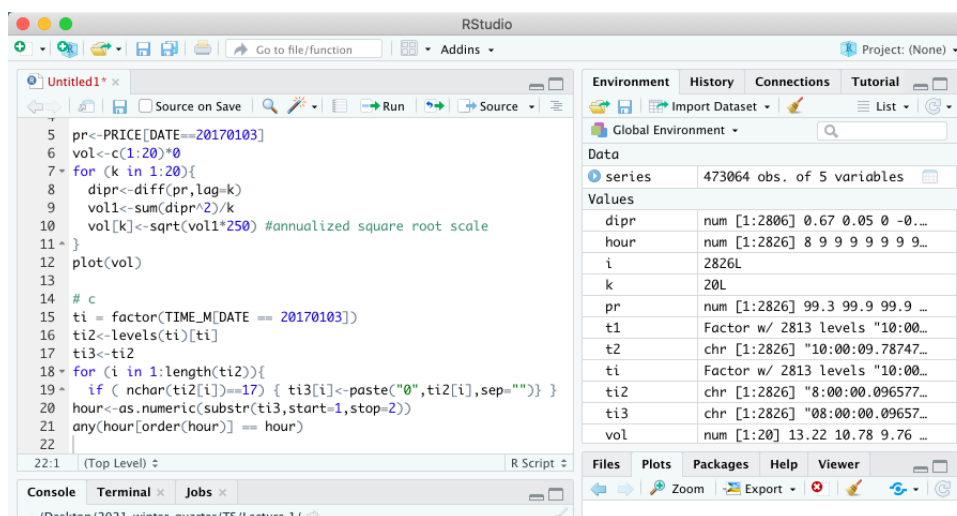 RStudio
Go to file/function Addins Project: (None)
Untitled1*
Source on Save Run Source
5 pr<-PRICE[DATE==20170103]
6 vol<-c(1:20)*0
7 for (k in 1:20){
8 dipr<-diff(pr,lag=k)
9 vol1<-sum(dipr^2)/k
10 vol[k]<-sqrt(vol1*250) #annualized square root scale
11 }
12 plot(vol)
13
14 # c
15 ti = factor(TIME_M[DATE == 20170103])
16 ti2<-levels(ti)[ti]
17 ti3<-ti2
18 for (i in 1:length(ti2)){
19 if ( nchar(ti2[i])==17) { ti3[i]<-paste("0",ti2[i],sep="")} }
20 hour<-as.numeric(substr(ti3,start=1,stop=2))
21 any(hour[order(hour)] == hour)
22
22:1 (Top Level) R Script
Console Terminal Jobs
Environment History Connections Tutorial
Import Dataset List
Global Environment
Data
series 473064 obs. of 5 variables
Values
dipr num [1:2806] 0.67 0.05 0 -0.…
hour num [1:2826] 8 9 9 9 9 9 9 9…
i 2826L
k 20L
pr num [1:2826] 99.3 99.9 99.9 …
t1 Factor w/ 2813 levels "10:00…
t2 chr [1:2826] "10:00:09.78747…
ti Factor w/ 2813 levels "10:00…
ti2 chr [1:2826] "8:00:00.096577…
ti3 chr [1:2826] "08:00:00.09657…
vol num [1:20] 13.22 10.78 9.76 …
Files Plots Packages Help Viewer
Zoom Export